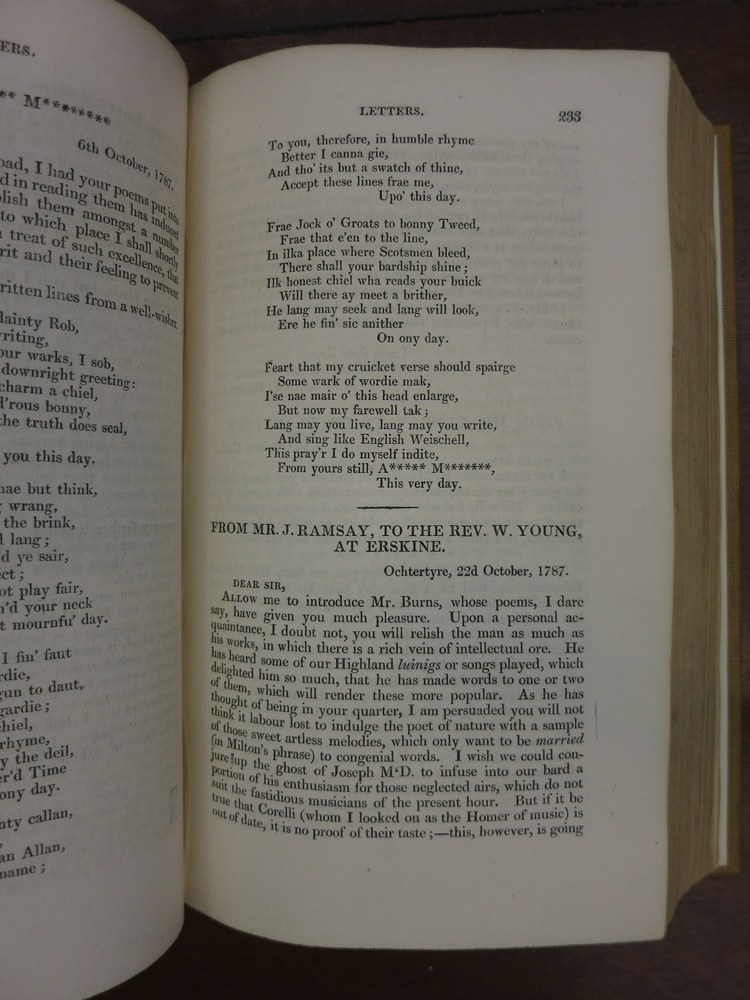 ERS.
** M********
6th October, 1787.
oad, I had your poems put into
d in reading them has induced
lish them amongst a number
to which place I shall shortly
treat of such excellence, that
rit and their feeling to prevent
ritten lines from a well-wisher.
dainty Rob,
writing,
our warks, I sob,
downright greeting:
charm a chiel,
d'rous bonny,
the truth does seal,
you this day.
nae but think,
wrang,
the brink,
lang;
d ye sair,
ct;
ot play fair,
n'd your neck
t mournfu' day.
I fin' faut
rdie,
gun to daut,
gardie;
chiel,
rhyme,
y the deil,
er'd Time
ony day.
nty callan,
an Allan,
name;
LETTERS. 233
To you, therefore, in humble rhyme
Better I canna gie,
And tho' its but a swatch of thine,
Accept these lines frae me,
Upo' this day.
Frae Jock o' Groats to bonny Tweed,
Frae that e'en to the line,
In ilka place where Scotsmen bleed,
There shall your bardship shine;
Ilk honest chiel wha reads your buick
Will there ay meet a brither,
He lang may seek and lang will look,
Ere he fin' sic anither
On ony day.
Feart that my cruicket verse should spairge
Some wark of wordie mak,
I'se nae mair o' this head enlarge,
But now my farewell tak;
Lang may you live, lang may you write,
And sing like English Weischell,
This pray'r I do myself indite,
From yours still, A***** M*******,
This very day.
FROM MR. J. RAMSAY, TO THE REV. W. YOUNG,
AT ERSKINE.
Ochtertyre, 22d October, 1787.
DEAR SIR,
ALLOW me to introduce Mr. Burns, whose poems, I dare
say, have given you much pleasure. Upon a personal ac-
quaintance, I doubt not, you will relish the man as much as
his works, in which there is a rich vein of intellectual ore. He
has heard some of our Highland luinigs or songs played, which
delighted him so much, that he has made words to one or two
of them, which will render these more popular. As he has
thought of being in your quarter, I am persuaded you will not
think it labour lost to indulge the poet of nature with a sample
of those sweet artless melodies, which only want to be married
(in Milton's phrase) to congenial words. I wish we could con-
jure up the ghost of Joseph M'D. to infuse into our bard a
portion of his enthusiasm for those neglected airs, which do not
suit the fastidious musicians of the present hour. But if it be
true that Corelli (whom I looked on as the Homer of music) is
out of date, it is no proof of their taste;—this, however, is going